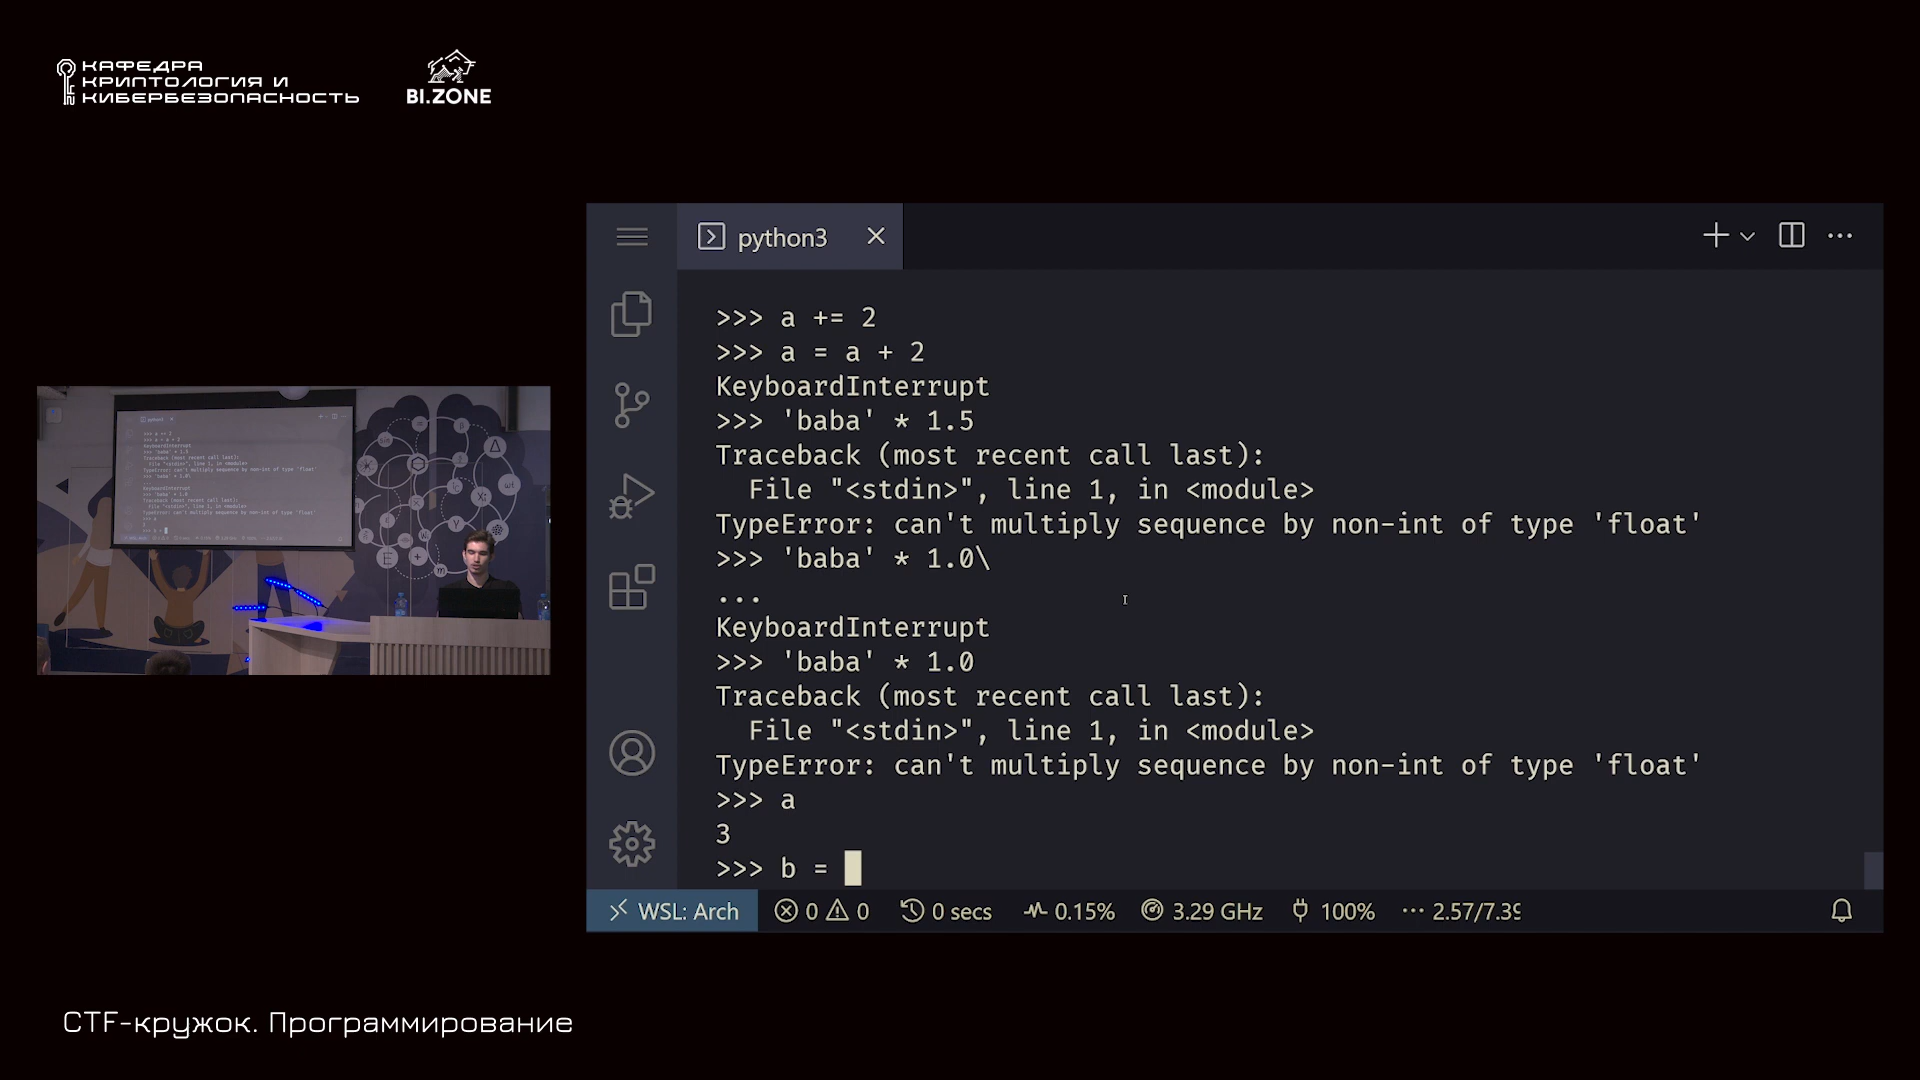 КАФЕДРА
КРИПТОЛОГИЯ И
КИБЕРБЕЗОПАСНОСТЬ
BI.ZONE
python3
>>> a += 2
>>> a = a + 2
KeyboardInterrupt
>>> 'baba' * 1.5
Traceback (most recent call last):
  File "<stdin>", line 1, in <module>
TypeError: can't multiply sequence by non-int of type 'float'
>>> 'baba' * 1.0\
...
KeyboardInterrupt
>>> 'baba' * 1.0
Traceback (most recent call last):
  File "<stdin>", line 1, in <module>
TypeError: can't multiply sequence by non-int of type 'float'
>>> a
3
>>> b =
WSL: Arch 0 0 0 secs 0.15% 3.29 GHz 100% ··· 2.57/7.39
CTF-кружок. Программирование